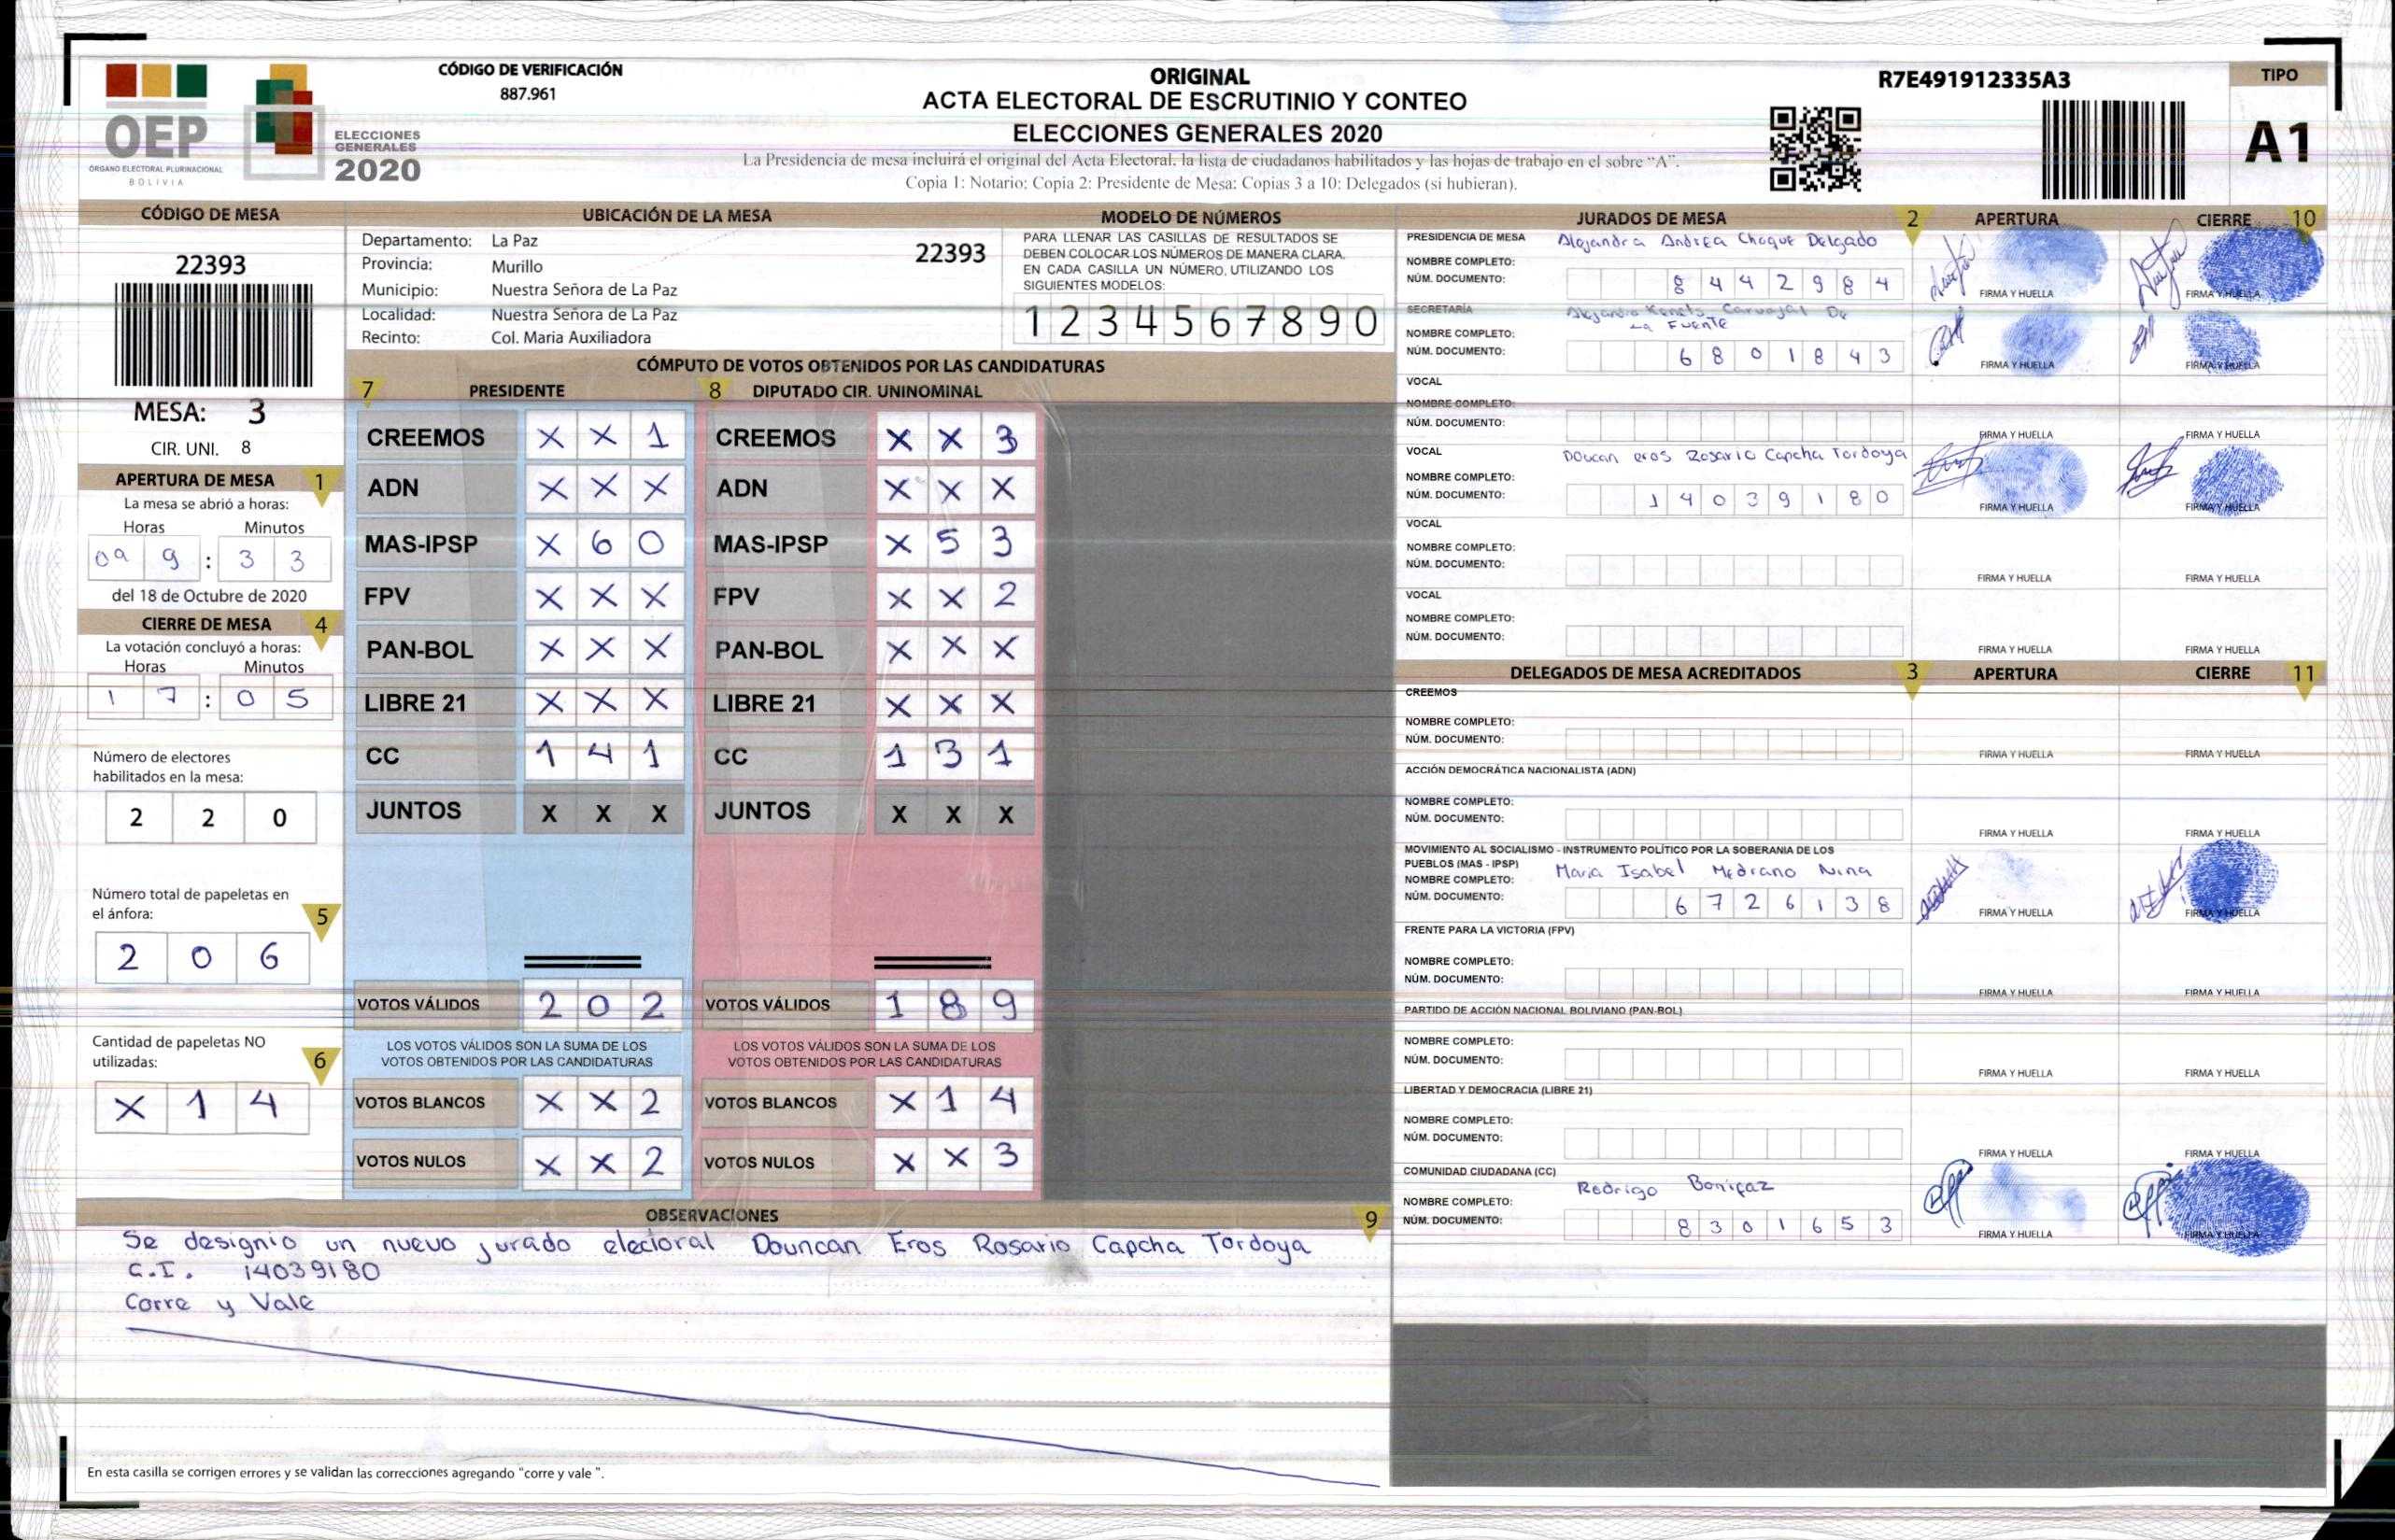 OEP
ÓRGANO ELECTORAL PLURINACIONAL
BOLIVIA
ELECCIONES
GENERALES
2020
CÓDIGO DE VERIFICACIÓN
887.961
ORIGINAL
ACTA ELECTORAL DE ESCRUTINIO Y CONTEO
ELECCIONES GENERALES 2020
La Presidencia de mesa incluirá el original del Acta Electoral, la lista de ciudadanos habilitados y las hojas de trabajo en el sobre “A”.
Copia 1: Notario; Copia 2: Presidente de Mesa; Copias 3 a 10: Delegados (si hubieran).
R7E491912335A3
TIPO
A1
CÓDIGO DE MESA
22393
MESA: 3
CIR. UNI. 8
APERTURA DE MESA 1
La mesa se abrió a horas:
Horas Minutos
09 9 : 3 3
del 18 de Octubre de 2020
CIERRE DE MESA 4
La votación concluyó a horas:
Horas Minutos
1 7 : 0 5
Número de electores
habilitados en la mesa:
2 2 0
Número total de papeletas en
el ánfora: 5
2 0 6
Cantidad de papeletas NO
utilizadas: 6
X 1 4
UBICACIÓN DE LA MESA
Departamento: La Paz 22393
Provincia: Murillo
Municipio: Nuestra Señora de La Paz
Localidad: Nuestra Señora de La Paz
Recinto: Col. Maria Auxiliadora
MODELO DE NÚMEROS
PARA LLENAR LAS CASILLAS DE RESULTADOS SE
DEBEN COLOCAR LOS NÚMEROS DE MANERA CLARA.
EN CADA CASILLA UN NÚMERO, UTILIZANDO LOS
SIGUIENTES MODELOS:
1 2 3 4 5 6 7 8 9 0
CÓMPUTO DE VOTOS OBTENIDOS POR LAS CANDIDATURAS
7 PRESIDENTE 8 DIPUTADO CIR. UNINOMINAL
CREEMOS X X 1 CREEMOS X X 3
ADN X X X ADN X X X
MAS-IPSP X 6 0 MAS-IPSP X 5 3
FPV X X X FPV X X 2
PAN-BOL X X X PAN-BOL X X X
LIBRE 21 X X X LIBRE 21 X X X
CC 1 4 1 CC 1 3 1
JUNTOS X X X JUNTOS X X X
VOTOS VÁLIDOS 2 0 2 VOTOS VÁLIDOS 1 8 9
LOS VOTOS VÁLIDOS SON LA SUMA DE LOS LOS VOTOS VÁLIDOS SON LA SUMA DE LOS
VOTOS OBTENIDOS POR LAS CANDIDATURAS VOTOS OBTENIDOS POR LAS CANDIDATURAS
VOTOS BLANCOS X X 2 VOTOS BLANCOS X 1 4
VOTOS NULOS X X 2 VOTOS NULOS X X 3
OBSERVACIONES 9
Se designio un nuevo jurado electoral Douncan Eros Rosario Capcha Tordoya
C.I. 14039180
Corre y Vale
En esta casilla se corrigen errores y se validan las correcciones agregando "corre y vale ".
JURADOS DE MESA 2 APERTURA CIERRE 10
PRESIDENCIA DE MESA Alejandra Andrea Choque Delgado
NOMBRE COMPLETO:
NÚM. DOCUMENTO: 8 4 4 2 9 8 4
FIRMA Y HUELLA FIRMA Y HUELLA
SECRETARÍA Alejandro Carvajal De
NOMBRE COMPLETO: La Fuente
NÚM. DOCUMENTO: 6 8 0 1 8 4 3
FIRMA Y HUELLA FIRMA Y HUELLA
VOCAL
NOMBRE COMPLETO:
NÚM. DOCUMENTO:
FIRMA Y HUELLA FIRMA Y HUELLA
VOCAL Doucan eros Rosario Capcha Tordoya
NOMBRE COMPLETO:
NÚM. DOCUMENTO: 1 4 0 3 9 1 8 0
FIRMA Y HUELLA FIRMA Y HUELLA
VOCAL
NOMBRE COMPLETO:
NÚM. DOCUMENTO:
FIRMA Y HUELLA FIRMA Y HUELLA
VOCAL
NOMBRE COMPLETO:
NÚM. DOCUMENTO:
FIRMA Y HUELLA FIRMA Y HUELLA
DELEGADOS DE MESA ACREDITADOS 3 APERTURA CIERRE 11
CREEMOS
NOMBRE COMPLETO:
NÚM. DOCUMENTO:
FIRMA Y HUELLA FIRMA Y HUELLA
ACCIÓN DEMOCRÁTICA NACIONALISTA (ADN)
NOMBRE COMPLETO:
NÚM. DOCUMENTO:
FIRMA Y HUELLA FIRMA Y HUELLA
MOVIMIENTO AL SOCIALISMO - INSTRUMENTO POLÍTICO POR LA SOBERANIA DE LOS
PUEBLOS (MAS - IPSP) Maria Isabel Medrano Nina
NOMBRE COMPLETO:
NÚM. DOCUMENTO: 6 7 2 6 1 3 8
FIRMA Y HUELLA FIRMA Y HUELLA
FRENTE PARA LA VICTORIA (FPV)
NOMBRE COMPLETO:
NÚM. DOCUMENTO:
FIRMA Y HUELLA FIRMA Y HUELLA
PARTIDO DE ACCIÓN NACIONAL BOLIVIANO (PAN-BOL)
NOMBRE COMPLETO:
NÚM. DOCUMENTO:
FIRMA Y HUELLA FIRMA Y HUELLA
LIBERTAD Y DEMOCRACIA (LIBRE 21)
NOMBRE COMPLETO:
NÚM. DOCUMENTO:
FIRMA Y HUELLA FIRMA Y HUELLA
COMUNIDAD CIUDADANA (CC)
Rodrigo Bonifaz
NOMBRE COMPLETO:
NÚM. DOCUMENTO: 8 3 0 1 6 5 3
FIRMA Y HUELLA FIRMA Y HUELLA